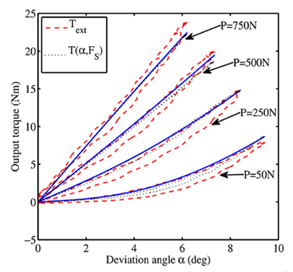 T_ext
T(α,F_S)
P=750N
P=500N
P=250N
P=50N
Output torque (Nm)
25
20
15
10
5
0
−5
0
2
4
6
8
10
Deviation angle α (deg)